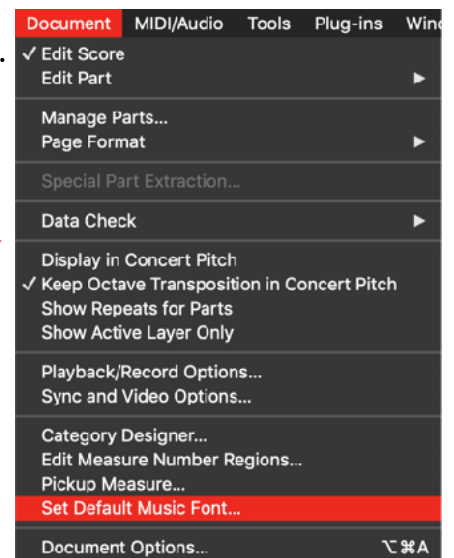 Document MIDI/Audio Tools Plug-ins
✓ Edit Score
Edit Part ▶
Manage Parts...
Page Format ▶
Special Part Extraction...
Data Check ▶
Display in Concert Pitch
✓ Keep Octave Transposition in Concert Pitch
Show Repeats for Parts
Show Active Layer Only
Playback/Record Options...
Sync and Video Options...
Category Designer...
Edit Measure Number Regions...
Pickup Measure...
Set Default Music Font...
Document Options... ⌥⌘A